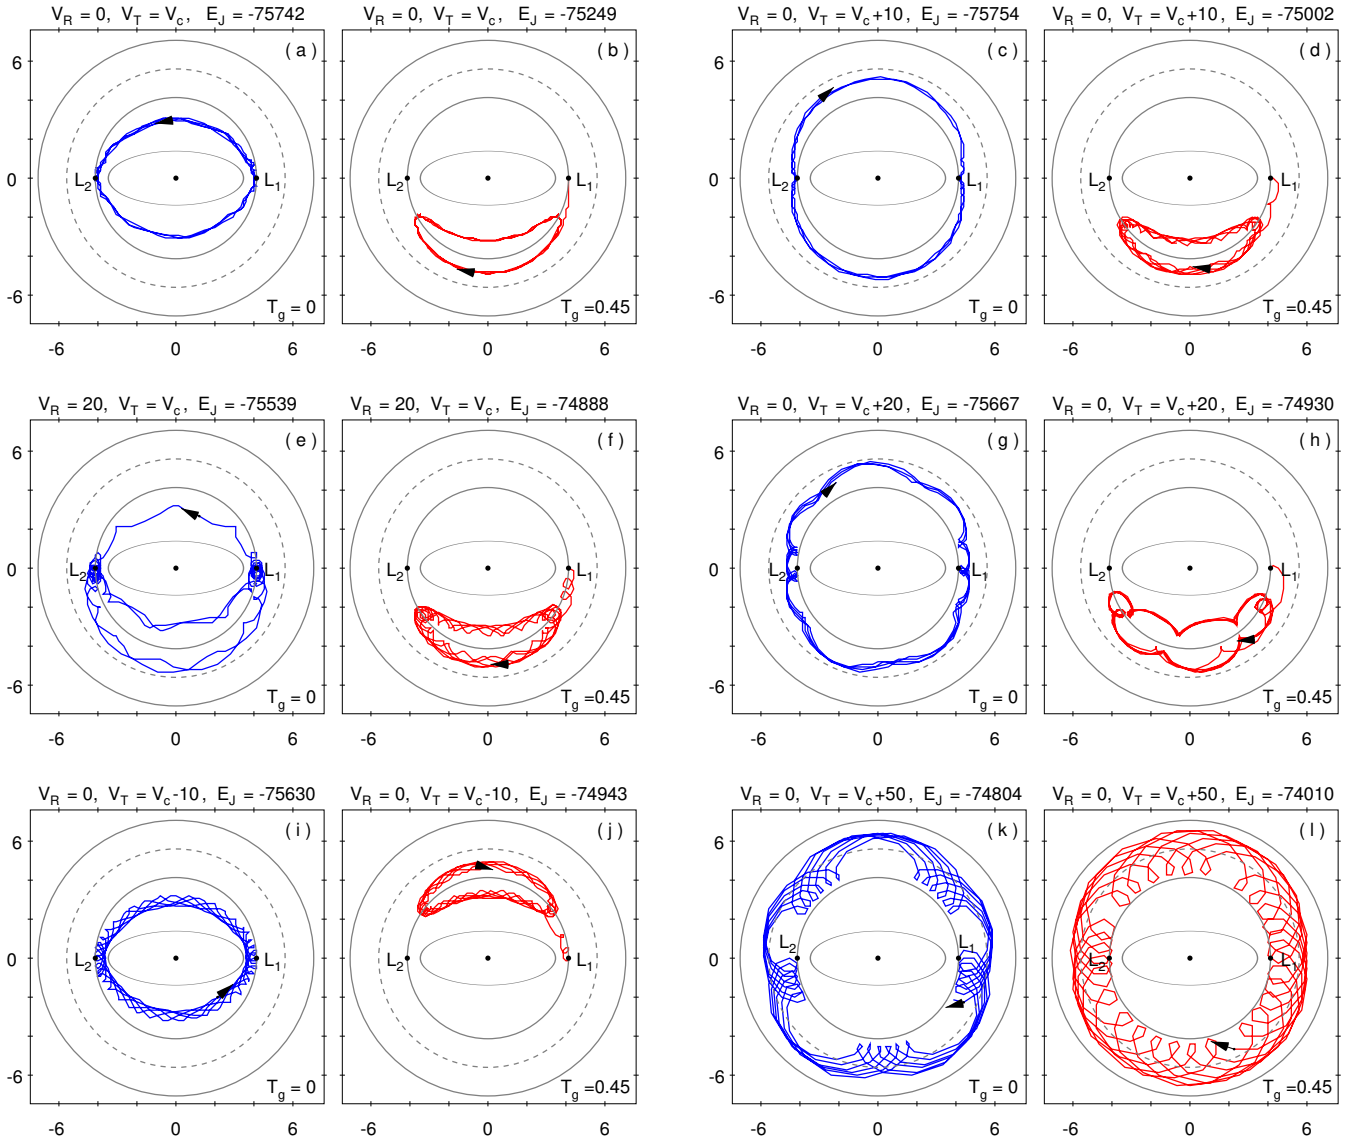 V_R = 0, V_T = V_c, E_J = -75742
V_R = 0, V_T = V_c, E_J = -75249
V_R = 0, V_T = V_c+10, E_J = -75754
V_R = 0, V_T = V_c+10, E_J = -75002
( a )
( b )
( c )
( d )
6
0
-6
L_2
L_1
T_g = 0
L_2
L_1
T_g =0.45
6
0
-6
L_2
L_1
T_g = 0
L_2
L_1
T_g =0.45
-6 0 6
-6 0 6
-6 0 6
-6 0 6
V_R = 20, V_T = V_c, E_J = -75539
V_R = 20, V_T = V_c, E_J = -74888
V_R = 0, V_T = V_c+20, E_J = -75667
V_R = 0, V_T = V_c+20, E_J = -74930
( e )
( f )
( g )
( h )
6
0
-6
L_2
L_1
T_g = 0
L_2
L_1
T_g =0.45
6
0
-6
L_2
L_1
T_g = 0
L_2
L_1
T_g =0.45
-6 0 6
-6 0 6
-6 0 6
-6 0 6
V_R = 0, V_T = V_c-10, E_J = -75630
V_R = 0, V_T = V_c-10, E_J = -74943
V_R = 0, V_T = V_c+50, E_J = -74804
V_R = 0, V_T = V_c+50, E_J = -74010
( i )
( j )
( k )
( l )
6
0
-6
L_2
L_1
T_g = 0
L_2
L_1
T_g =0.45
6
0
-6
L_2
L_1
T_g = 0
L_2
L_1
T_g =0.45
-6 0 6
-6 0 6
-6 0 6
-6 0 6